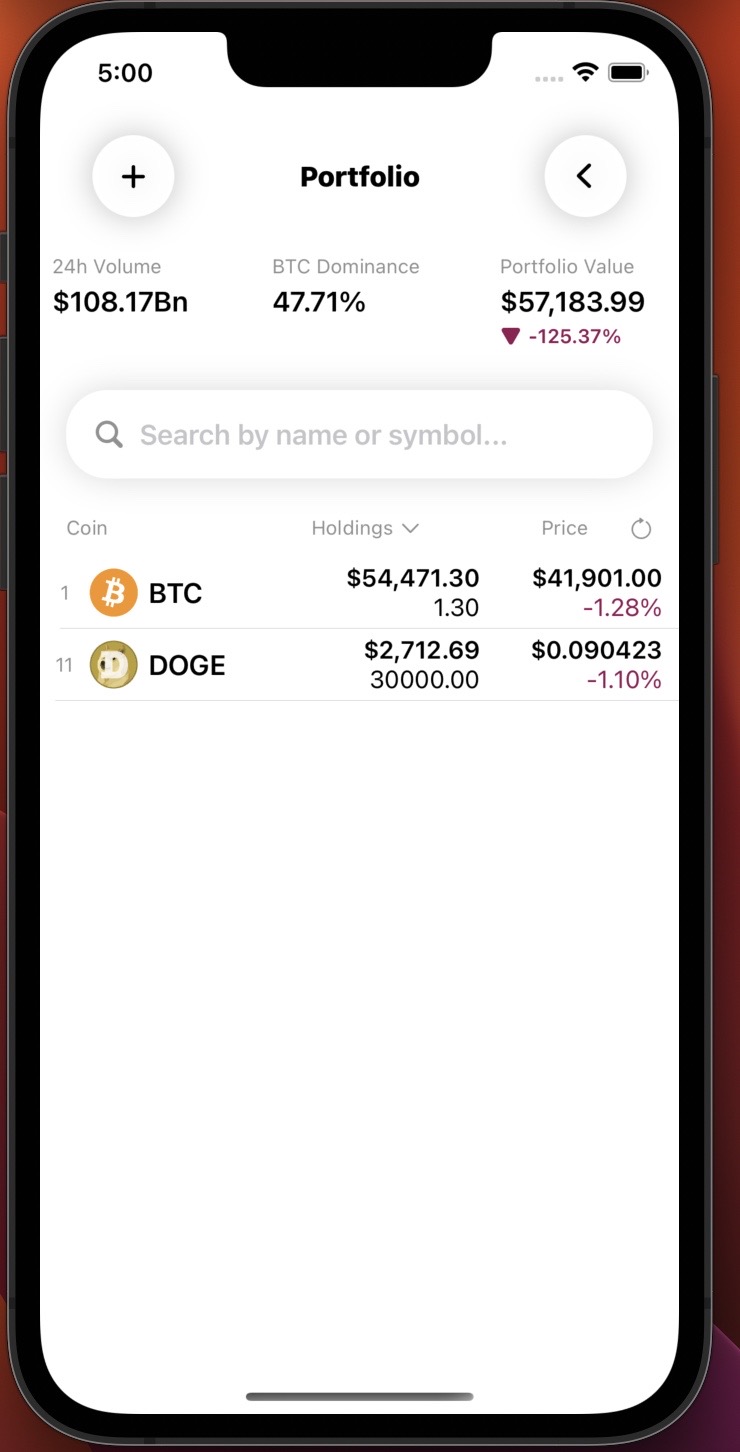 5:00
Portfolio
24h Volume BTC Dominance Portfolio Value
$108.17Bn 47.71% $57,183.99
-125.37%
Search by name or symbol...
Coin Holdings Price
1 BTC $54,471.30 $41,901.00
1.30 -1.28%
11 DOGE $2,712.69 $0.090423
30000.00 -1.10%